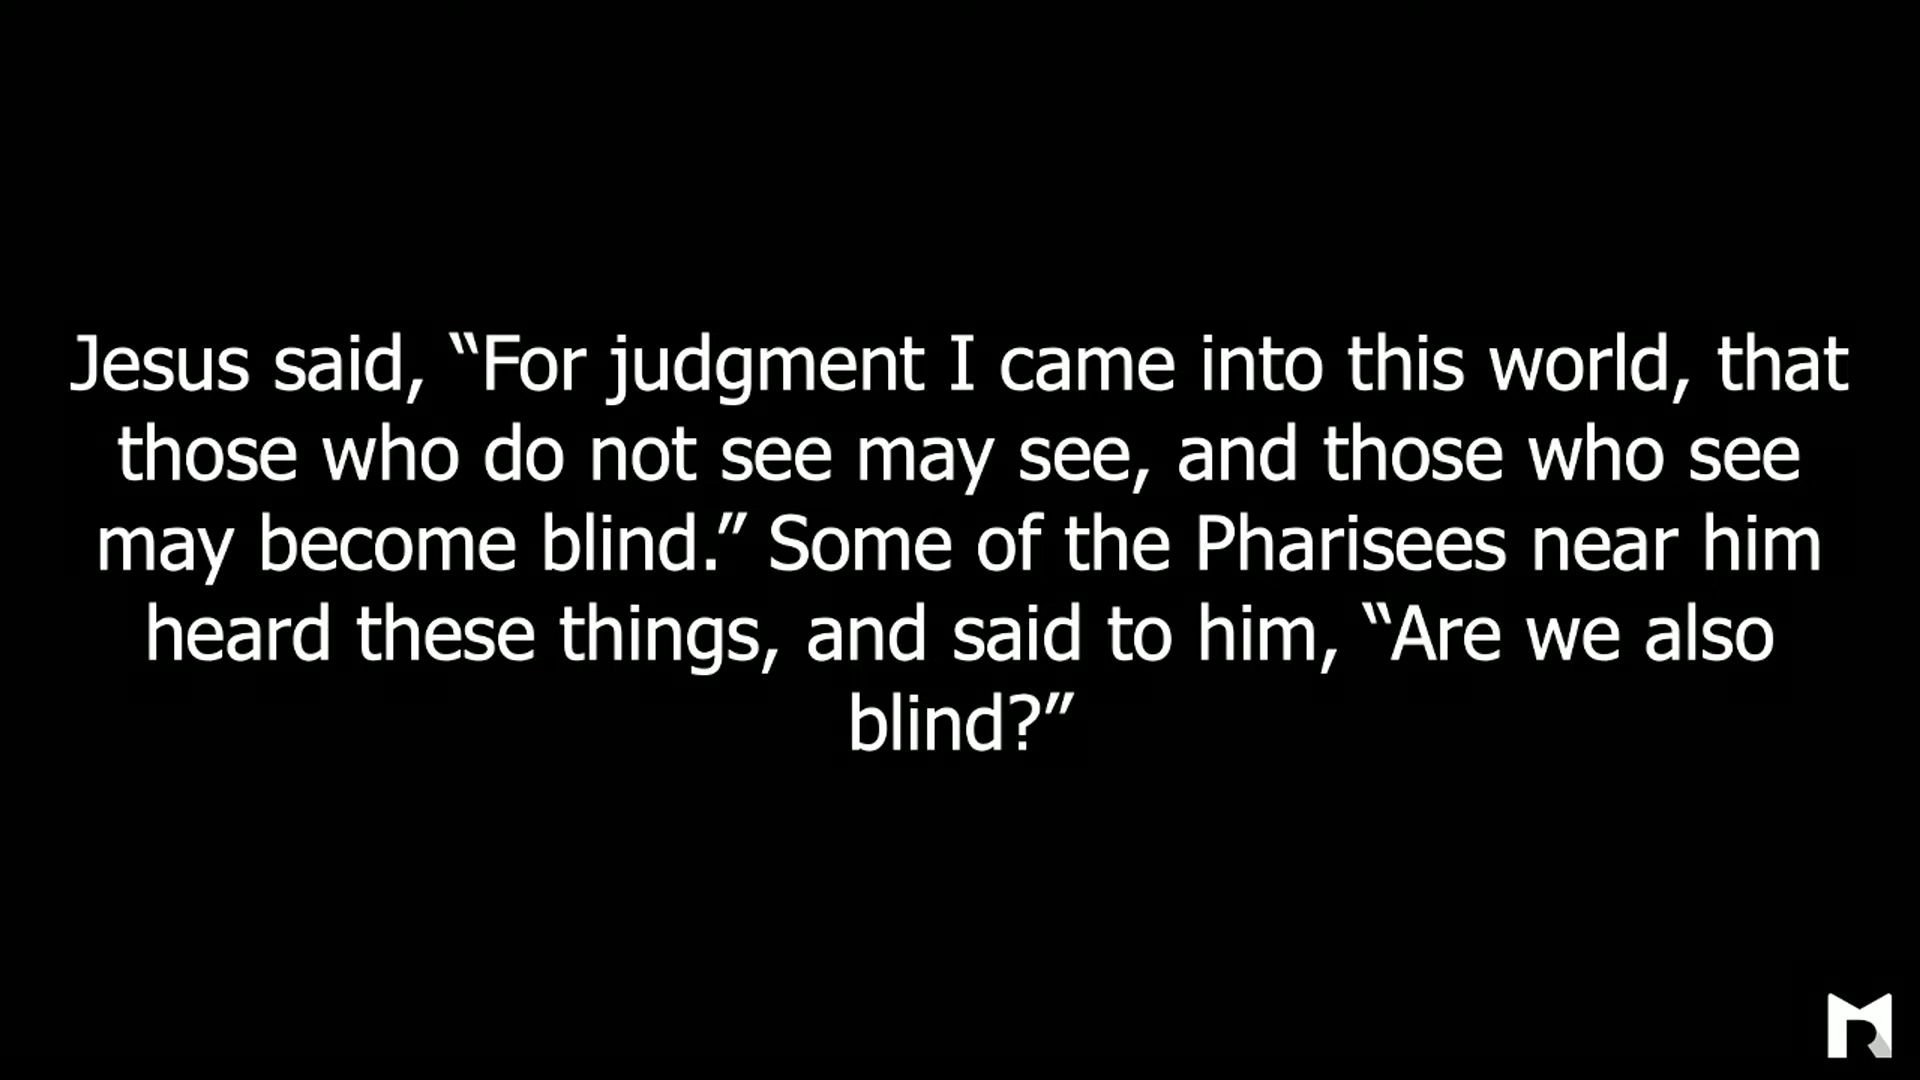 Jesus said, “For judgment I came into this world, that
those who do not see may see, and those who see
may become blind.” Some of the Pharisees near him
heard these things, and said to him, “Are we also
blind?”